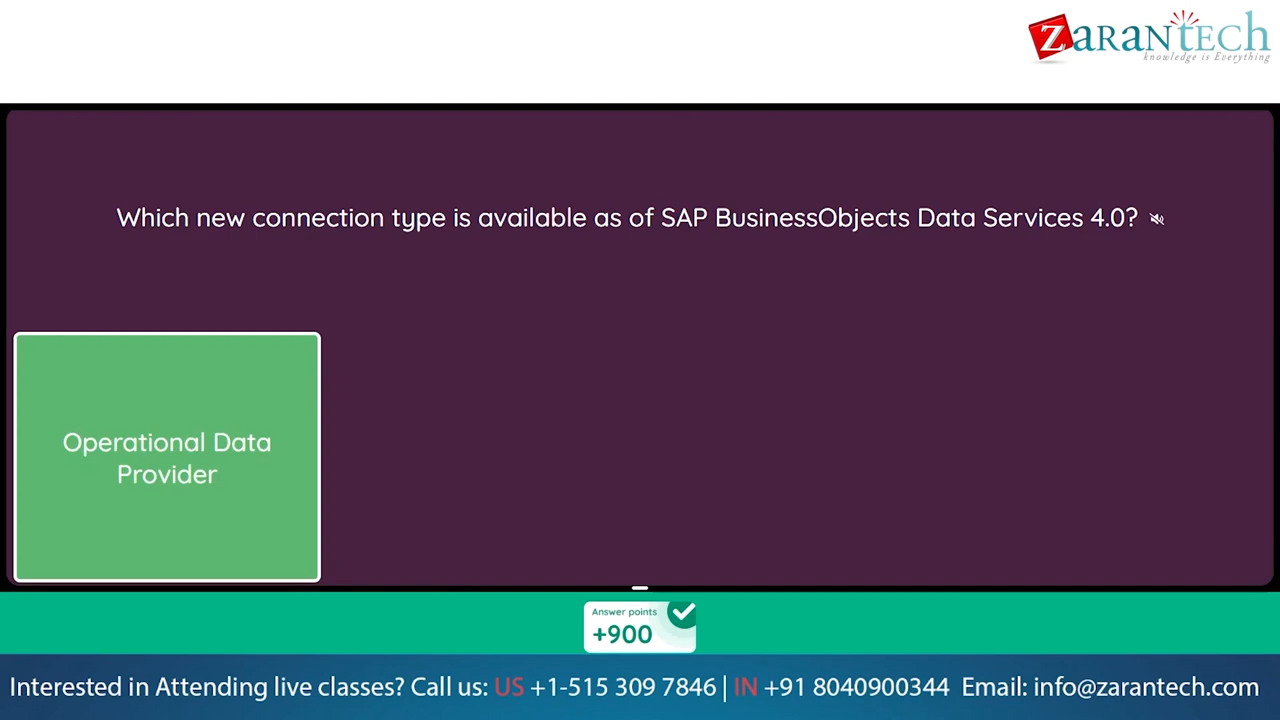 ZARANTECH
knowledge is Everything
Which new connection type is available as of SAP BusinessObjects Data Services 4.0?
Operational Data
Provider
Answer points
+900
Interested in Attending live classes? Call us: US +1-515 309 7846 | IN +91 8040900344 Email: info@zarantech.com